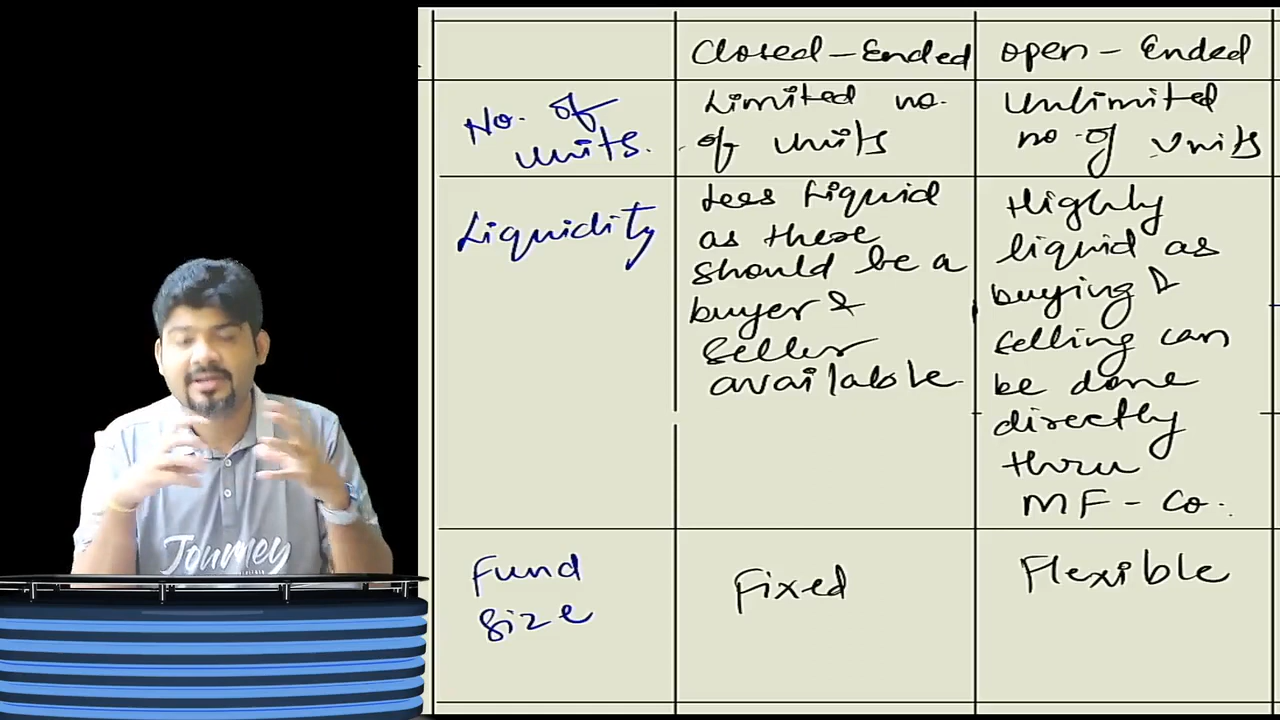 Closed-Ended
open-Ended
No. of
units.
Limited no.
of units
Unlimited
no. of units
Liquidity
Less Liquid
as there
should be a
buyer &
seller
available.
Highly
liquid as
buying &
selling can
be done
directly
thru
MF-Co.
Fund
size
Fixed
Flexible
Journey